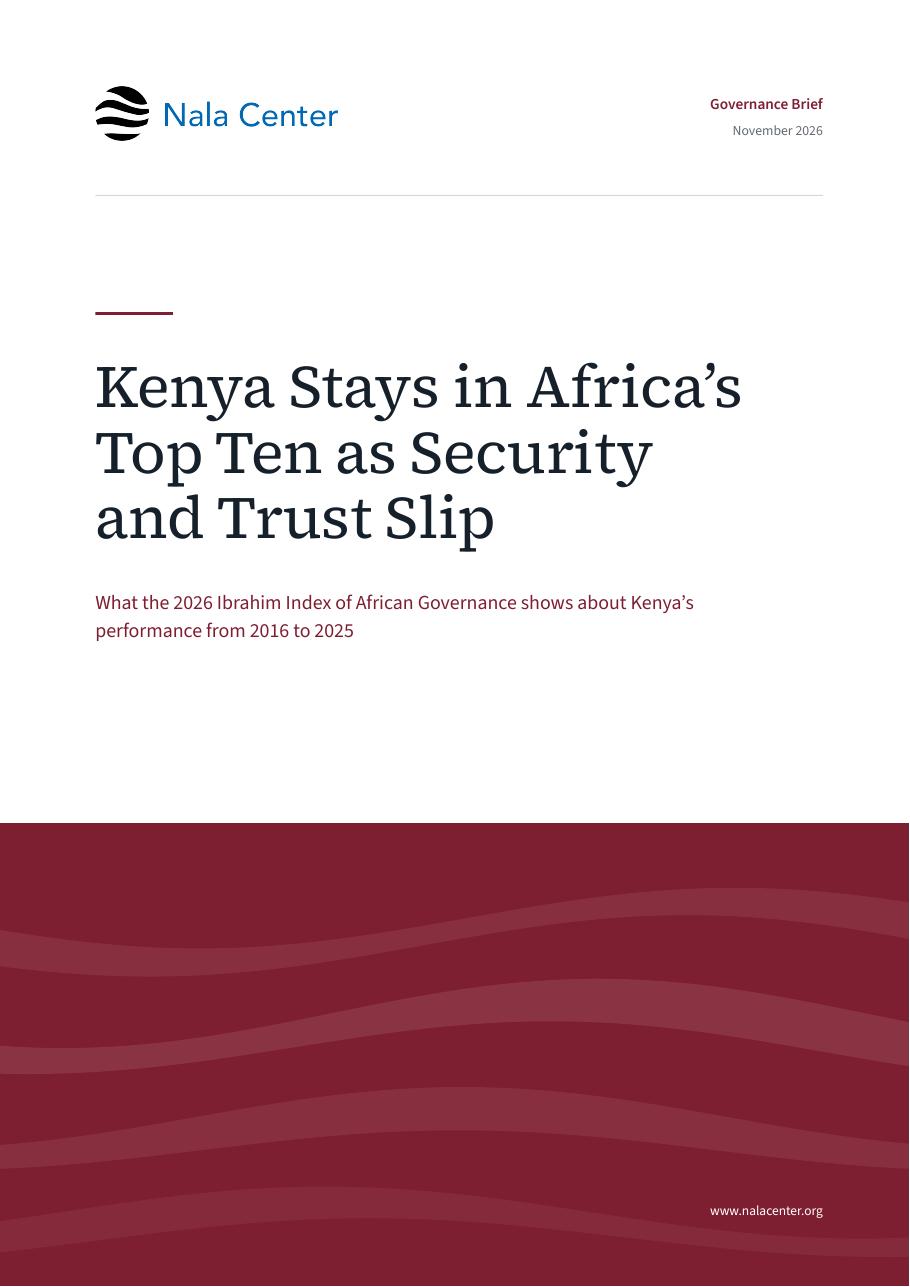 Nala Center
Governance Brief
November 2026
Kenya Stays in Africa’s
Top Ten as Security
and Trust Slip
What the 2026 Ibrahim Index of African Governance shows about Kenya’s
performance from 2016 to 2025
www.nalacenter.org